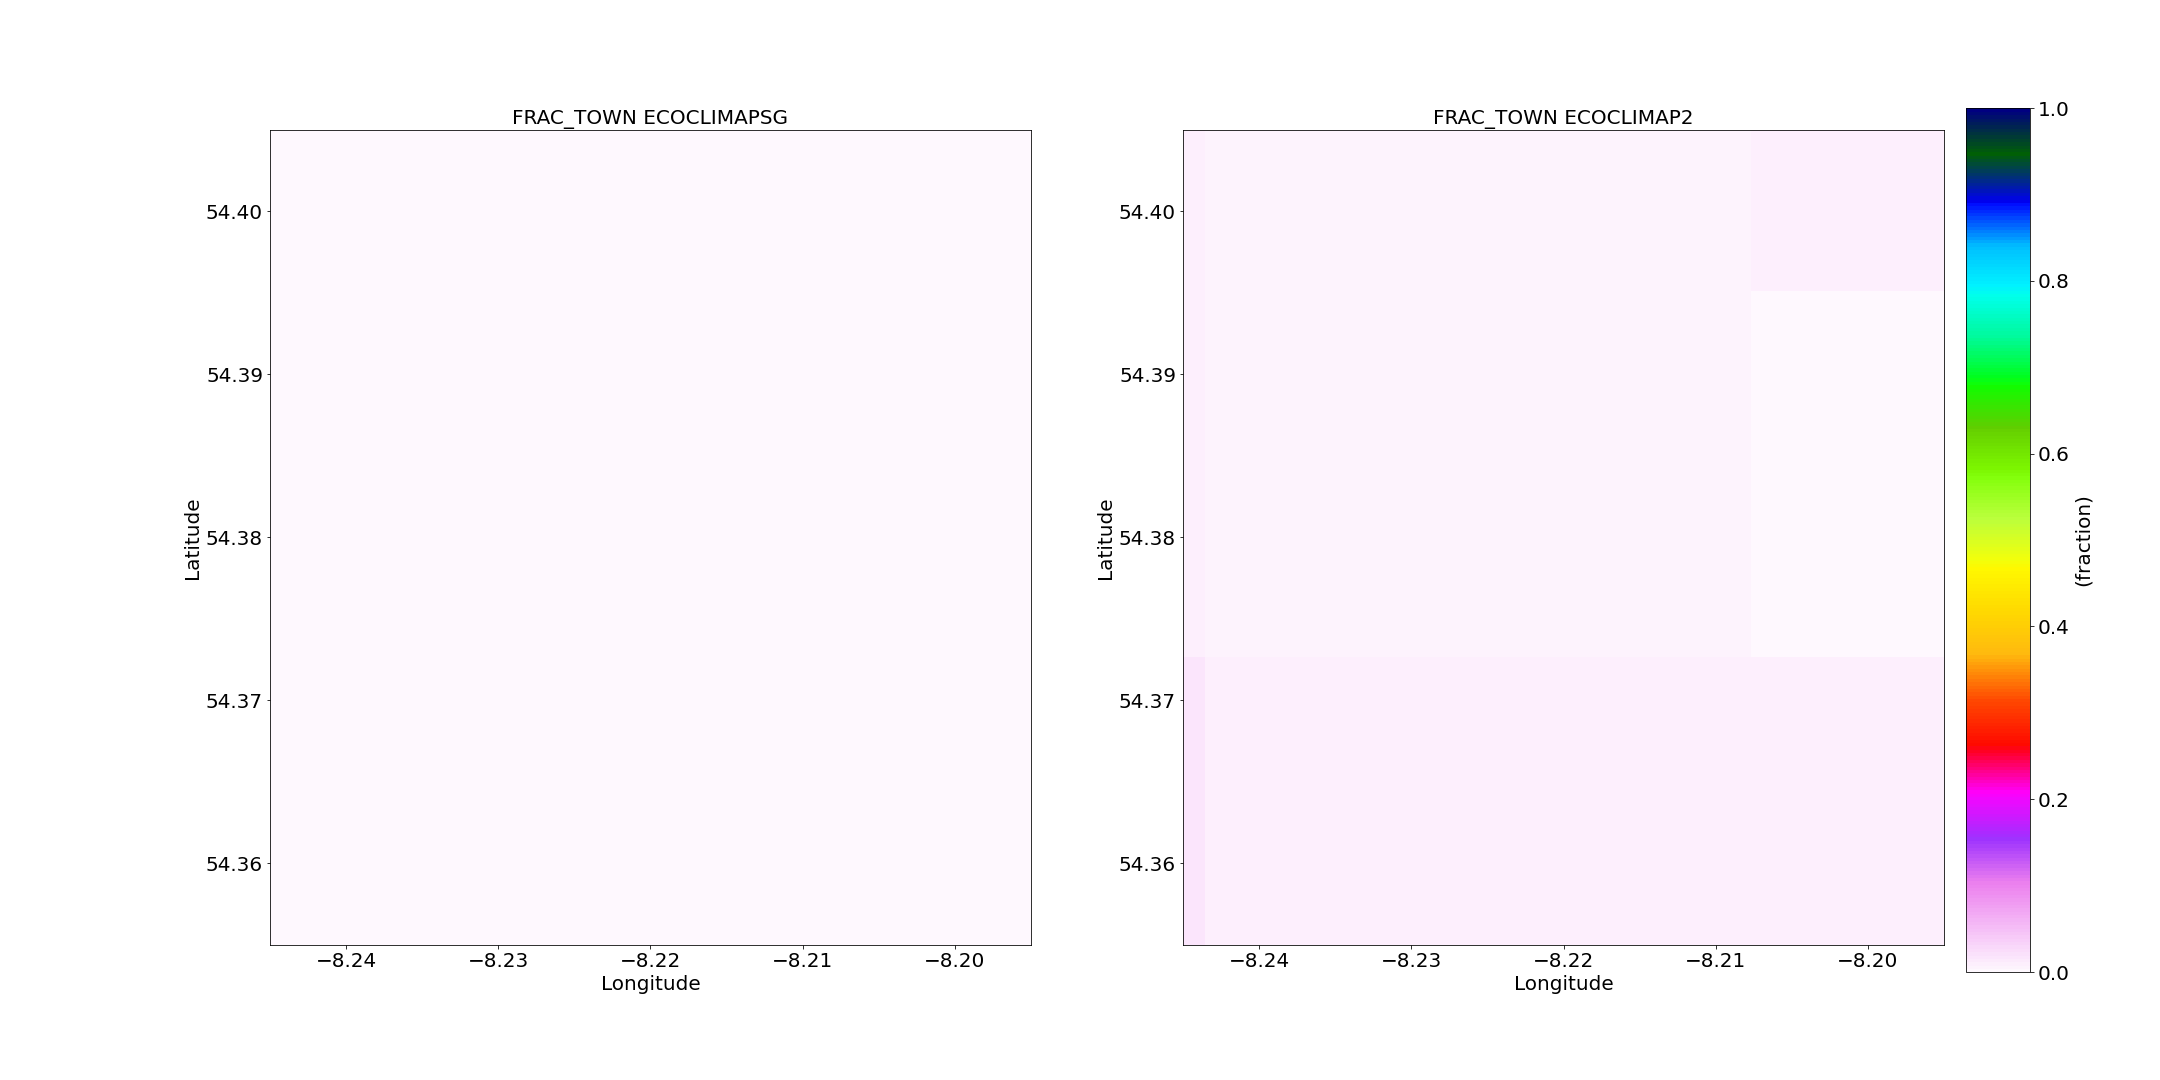 FRAC_TOWN ECOCLIMAPSG
Latitude
54.40
54.39
54.38
54.37
54.36
−8.24 −8.23 −8.22 −8.21 −8.20
Longitude
FRAC_TOWN ECOCLIMAP2
Latitude
54.40
54.39
54.38
54.37
54.36
−8.24 −8.23 −8.22 −8.21 −8.20
Longitude
1.0
0.8
0.6
0.4
0.2
0.0
(fraction)